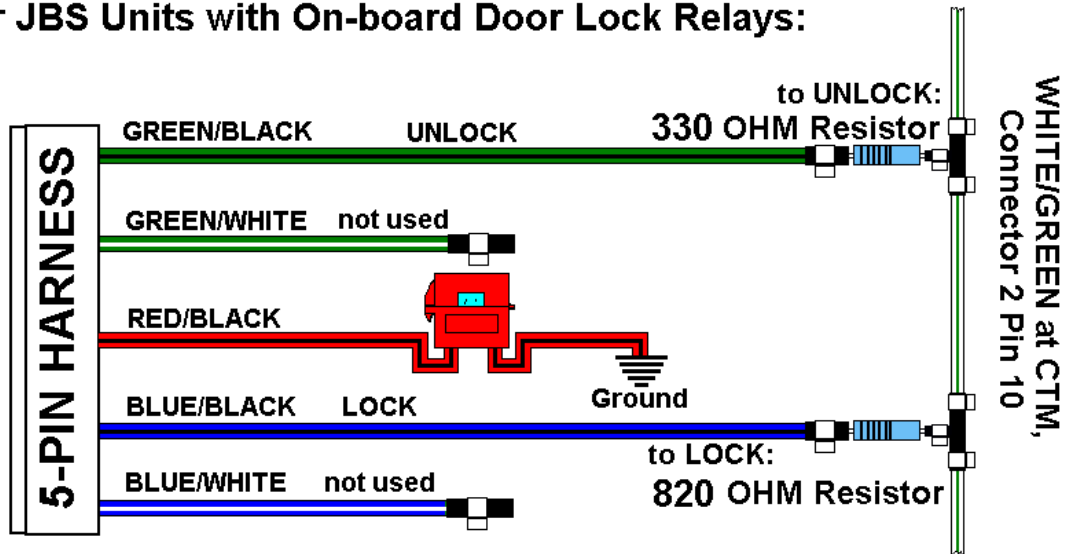 r JBS Units with On-board Door Lock Relays:
to UNLOCK:
330 OHM Resistor
GREEN/BLACK UNLOCK
GREEN/WHITE not used
RED/BLACK
Ground
BLUE/BLACK LOCK
to LOCK:
820 OHM Resistor
BLUE/WHITE not used
5-PIN HARNESS
WHITE/GREEN at CTM,
Connector 2 Pin 10